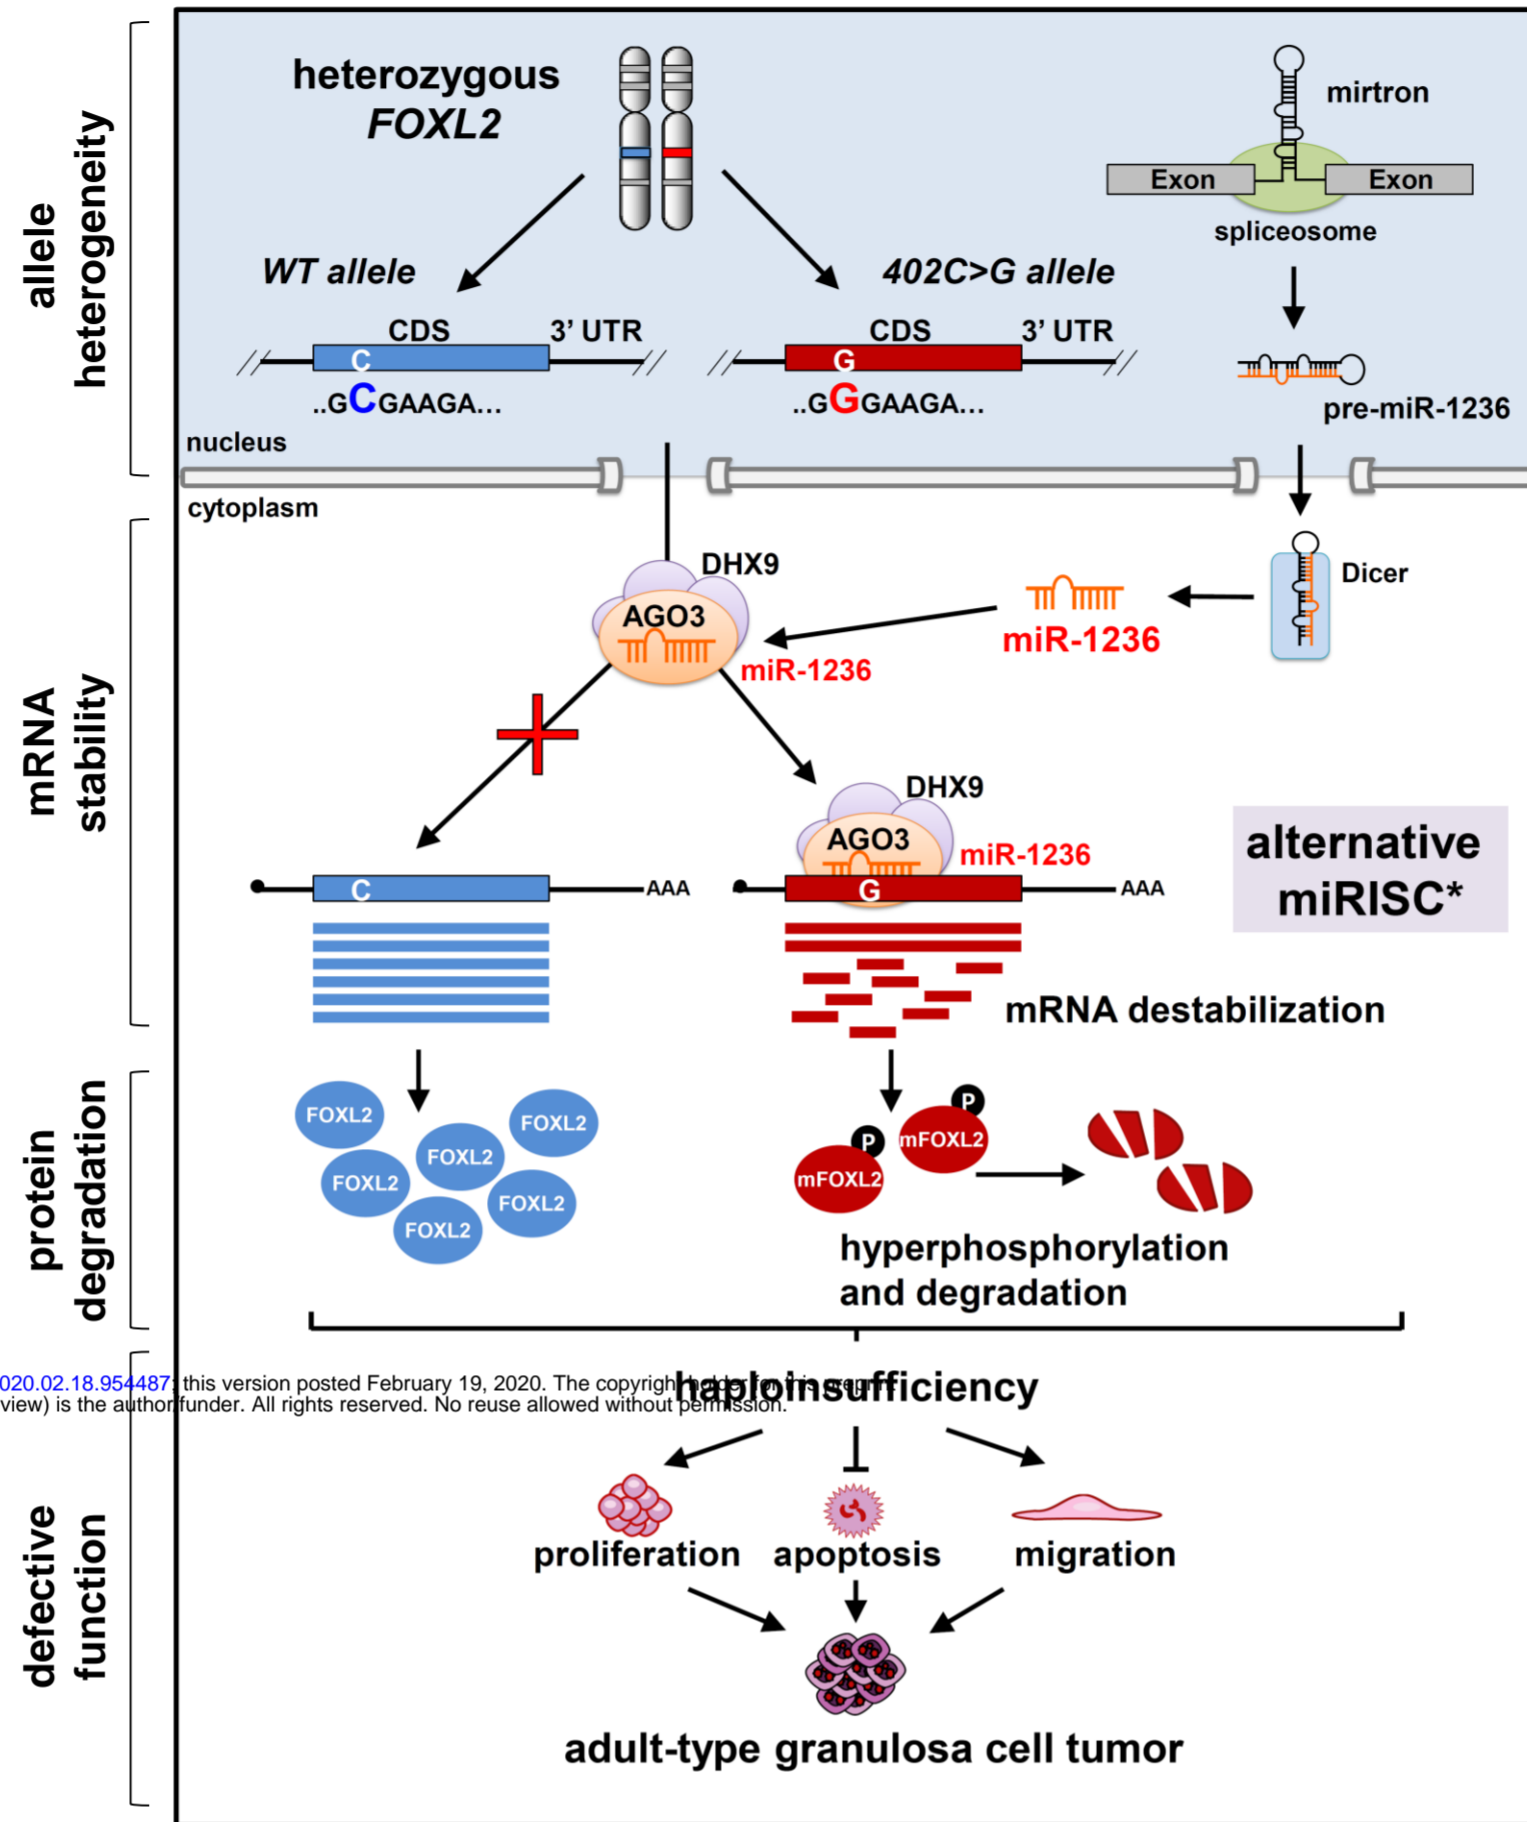 allele
heterogeneity
heterozygous
FOXL2
mirtron
Exon
Exon
spliceosome
WT allele
402C>G allele
CDS
3’ UTR
CDS
3’ UTR
C
G
..GCGAAGA...
..GGGAAGA...
pre-miR-1236
nucleus
cytoplasm
mRNA
stability
DHX9
AGO3
miR-1236
miR-1236
Dicer
DHX9
AGO3
miR-1236
alternative
miRISC*
C
AAA
G
AAA
mRNA destabilization
protein
degradation
FOXL2
FOXL2
FOXL2
FOXL2
FOXL2
FOXL2
P
mFOXL2
P
mFOXL2
hyperphosphorylation
and degradation
defective
function
020.02.18.954487; this version posted February 19, 2020. The copyright holder for this preprint
view) is the author/funder. All rights reserved. No reuse allowed without permission.
haploinsufficiency
proliferation
apoptosis
migration
adult-type granulosa cell tumor